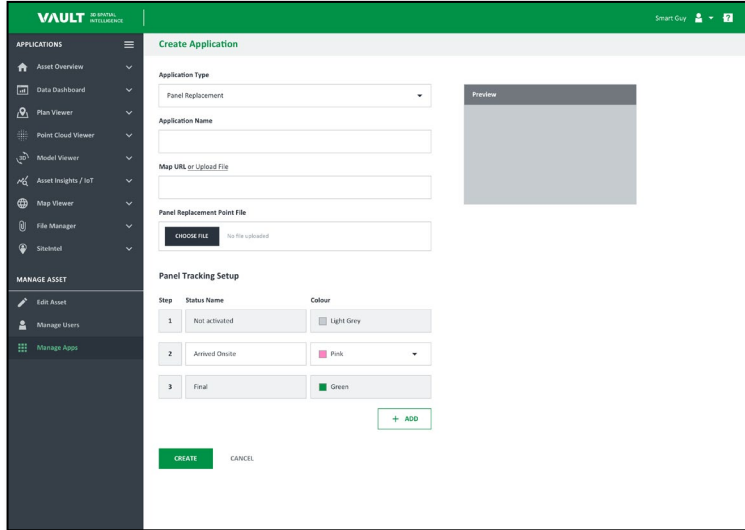 VAULT 3D SPATIAL
INTELLIGENCE
Smart Guy
APPLICATIONS
Asset Overview
Data Dashboard
Plan Viewer
Point Cloud Viewer
3D Model Viewer
Asset Insights / IoT
Map Viewer
File Manager
SiteIntel
MANAGE ASSET
Edit Asset
Manage Users
Manage Apps
Create Application
Application Type
Panel Replacement
Application Name
Map URL or Upload File
Panel Replacement Point File
CHOOSE FILE No file uploaded
Preview
Panel Tracking Setup
Step Status Name Colour
1 Not activated Light Grey
2 Arrived Onsite Pink
3 Final Green
+ ADD
CREATE CANCEL